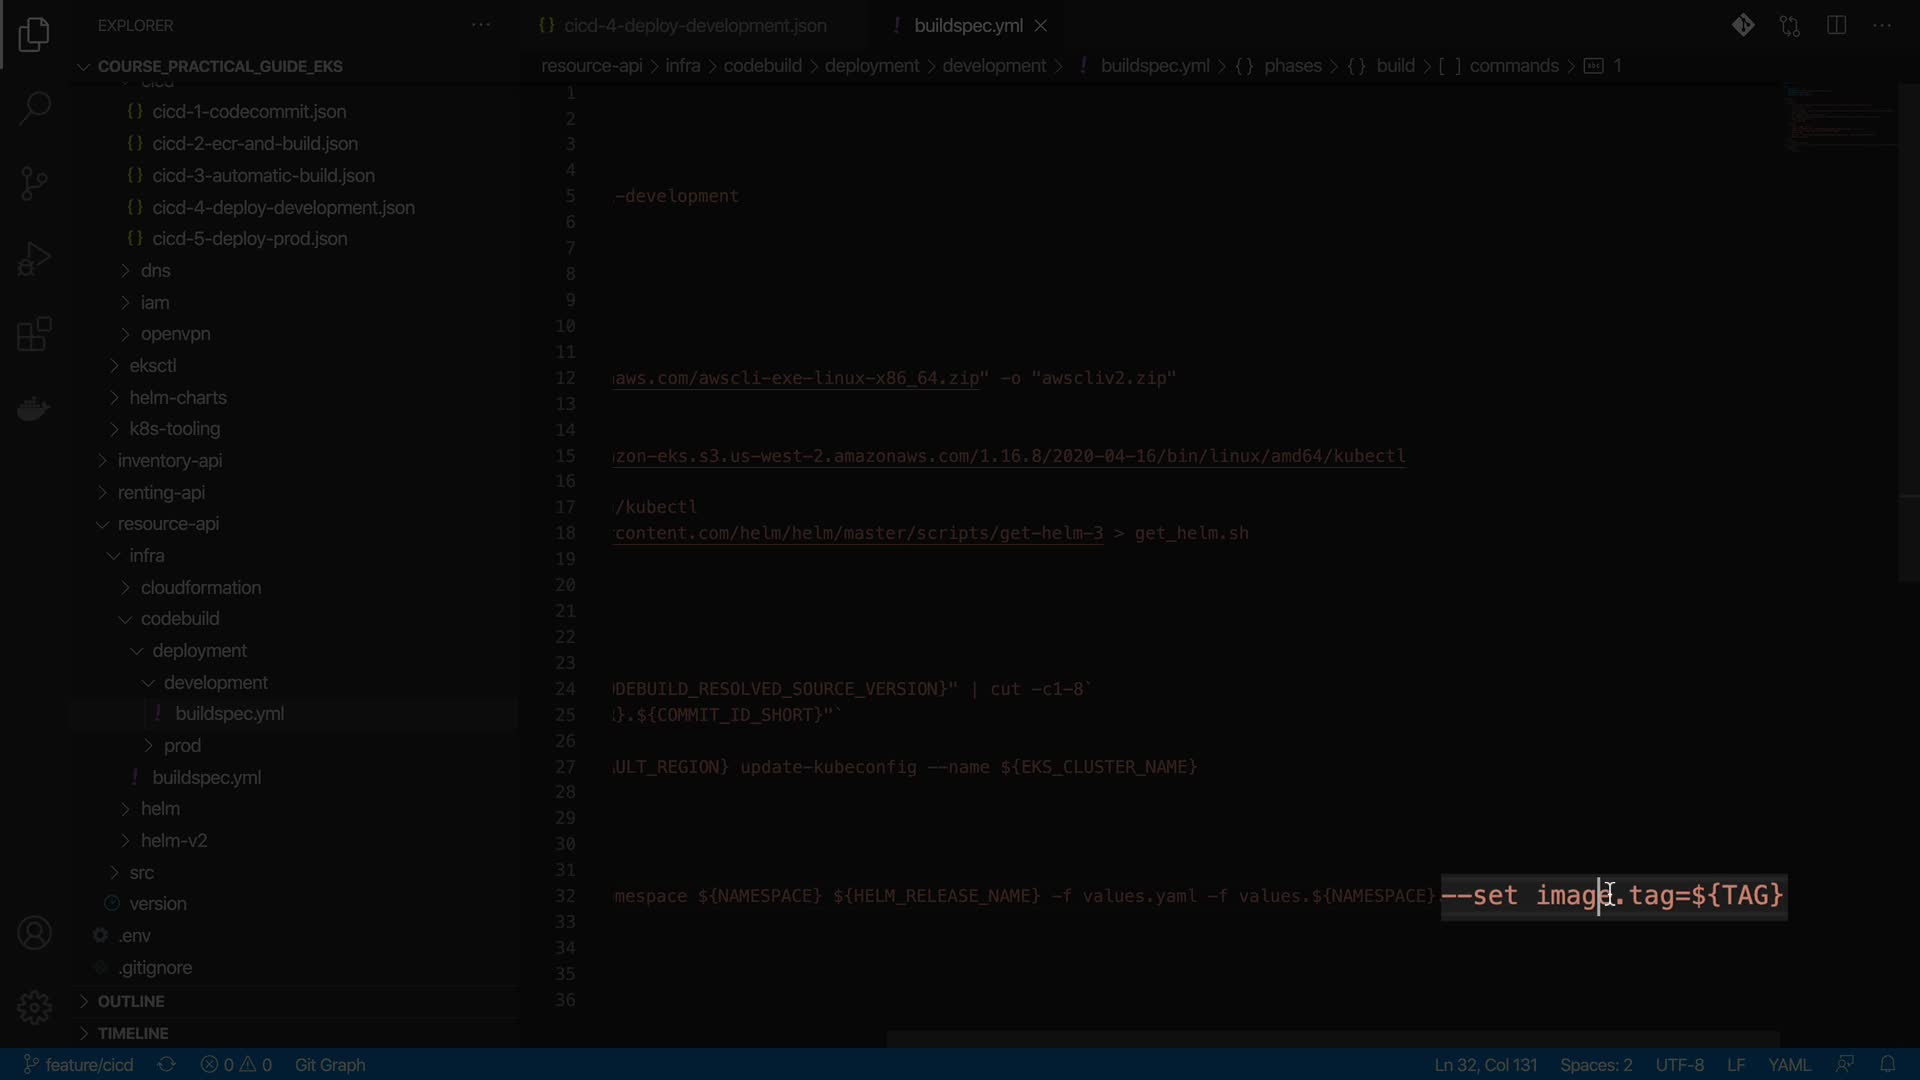 EXPLORER
COURSE_PRACTICAL_GUIDE_EKS
cicd
cicd-1-codecommit.json
cicd-2-ecr-and-build.json
cicd-3-automatic-build.json
cicd-4-deploy-development.json
cicd-5-deploy-prod.json
dns
iam
openvpn
eksctl
helm-charts
k8s-tooling
inventory-api
renting-api
resource-api
infra
cloudformation
codebuild
deployment
development
buildspec.yml
prod
buildspec.yml
helm
helm-v2
src
version
.env
.gitignore
OUTLINE
TIMELINE
cicd-4-deploy-development.json
buildspec.yml
resource-api > infra > codebuild > deployment > development > ! buildspec.yml > {} phases > {} build > [ ] commands > abc 1
1
2
3
4
5 -development
6
7
8
9
10
11
12 aws.com/awscli-exe-linux-x86_64.zip" -o "awscliv2.zip"
13
14
15 zon-eks.s3.us-west-2.amazonaws.com/1.16.8/2020-04-16/bin/linux/amd64/kubectl
16
17 /kubectl
18 content.com/helm/helm/master/scripts/get-helm-3 > get_helm.sh
19
20
21
22
23
24 DEBUILD_RESOLVED_SOURCE_VERSION}" | cut -c1-8`
25 }.${COMMIT_ID_SHORT}"`
26
27 AULT_REGION} update-kubeconfig --name ${EKS_CLUSTER_NAME}
28
29
30
31
32 mespace ${NAMESPACE} ${HELM_RELEASE_NAME} -f values.yaml -f values.${NAMESPACE} --set image.tag=${TAG}
33
34
35
36
feature/cicd 0 0 Git Graph Ln 32, Col 131 Spaces: 2 UTF-8 LF YAML